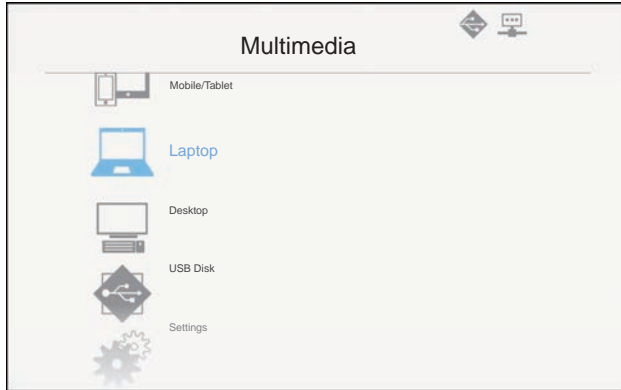 Multimedia
Mobile/Tablet
Laptop
Desktop
USB Disk
Settings